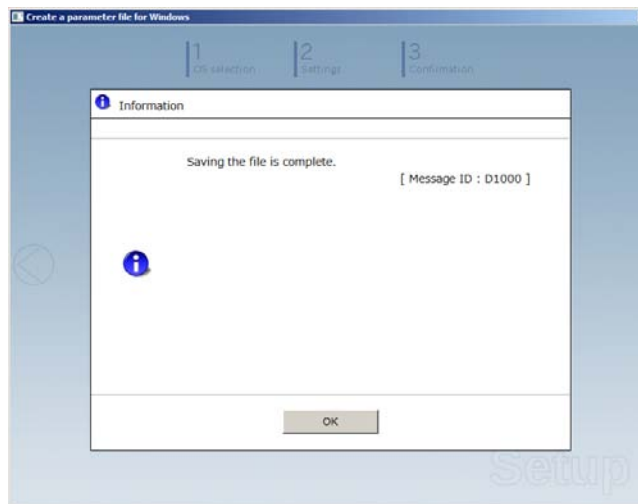 Create a parameter file for Windows
1
2
3
OS selection
Settings
Confirmation
Information
Saving the file is complete.
[ Message ID : D1000 ]
OK
Setup